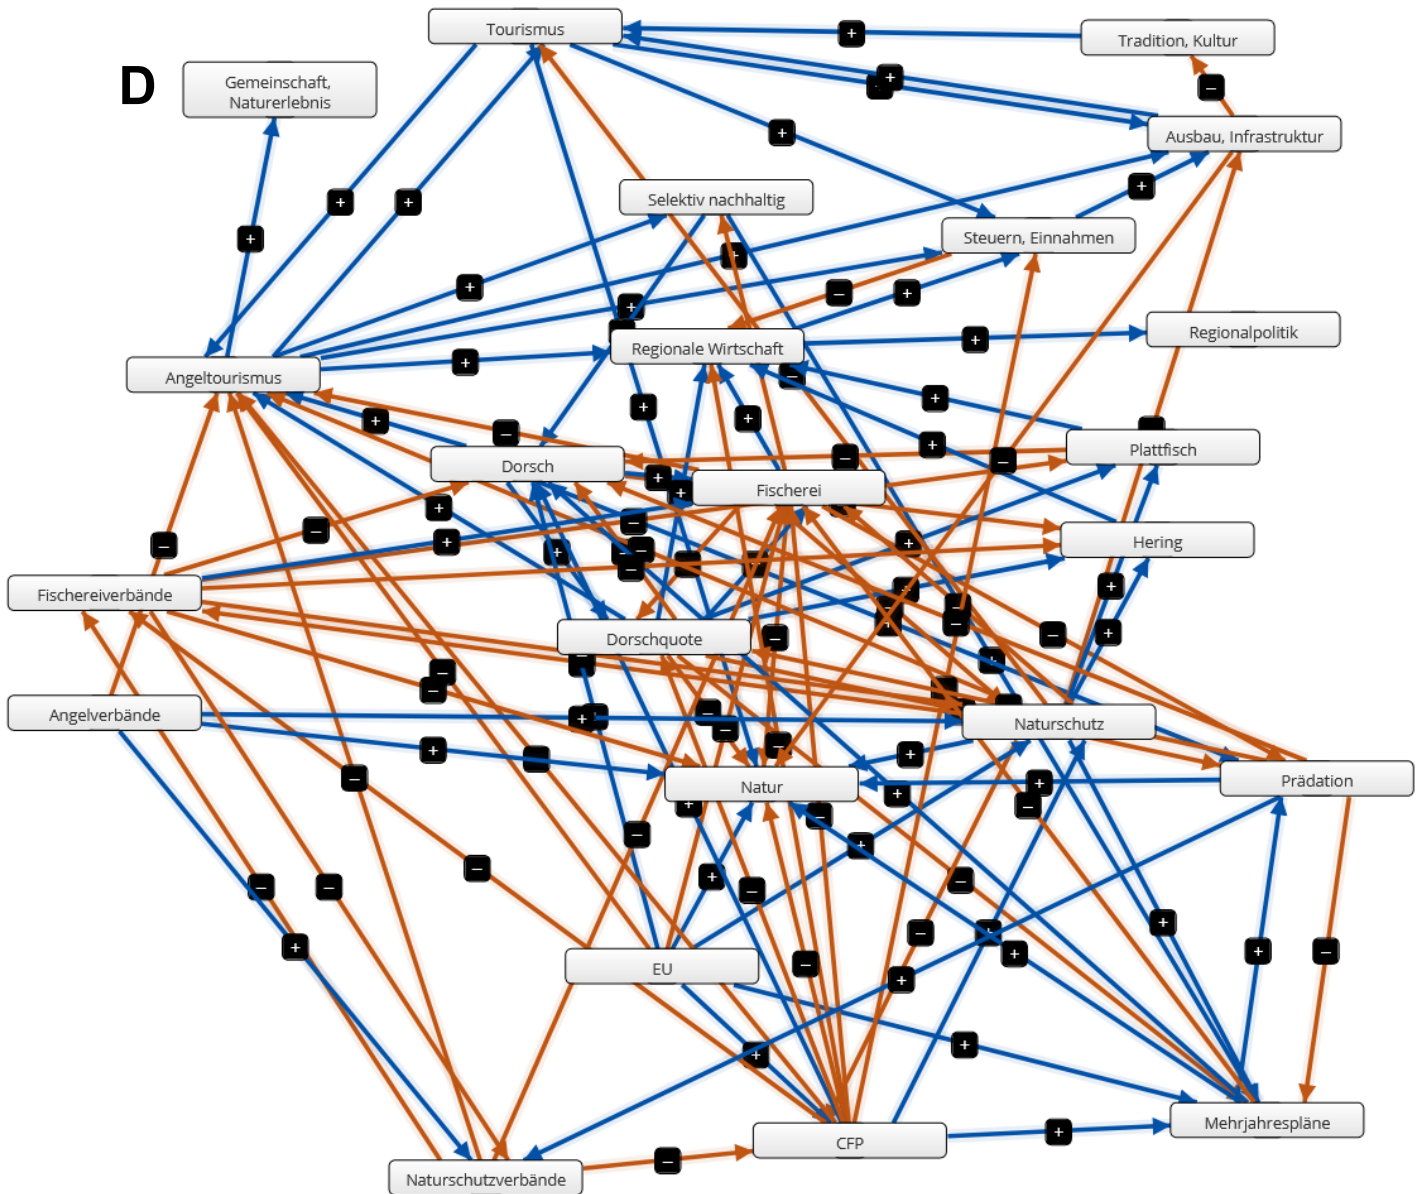 Tourismus
Tradition, Kultur
D
Gemeinschaft,
Naturerlebnis
Ausbau, Infrastruktur
Selektiv nachhaltig
Steuern, Einnahmen
Regionalpolitik
Regionale Wirtschaft
Angeltourismus
Plattfisch
Dorsch
Fischerei
Hering
Fischereiverbände
Dorschquote
Angelverbände
Naturschutz
Natur
Prädation
EU
Mehrjahrespläne
CFP
Naturschutzverbände